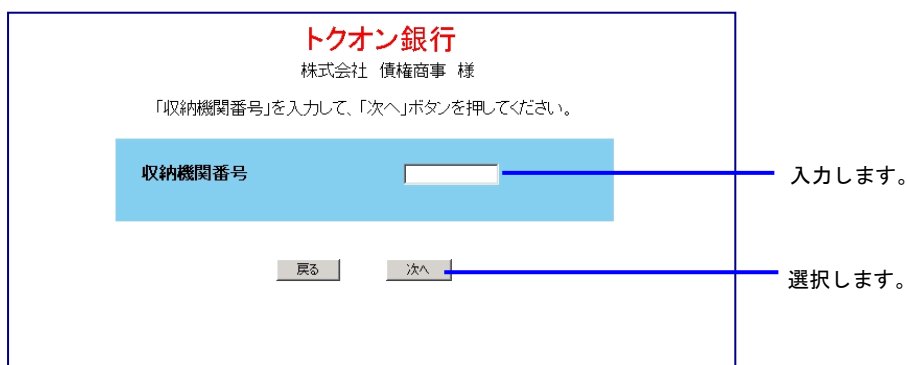 トクオン銀行
株式会社 債権商事 様
「収納機関番号」を入力して、「次へ」ボタンを押してください。
収納機関番号
入力します。
戻る 次へ
選択します。